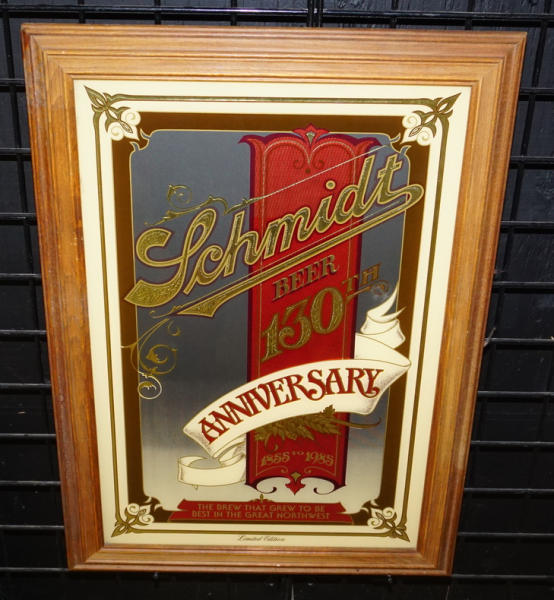 Schmidt
BEER
130TH
ANNIVERSARY
1855 TO 1985
THE BREW THAT GREW TO BE
BEST IN THE GREAT NORTHWEST
Limited Edition